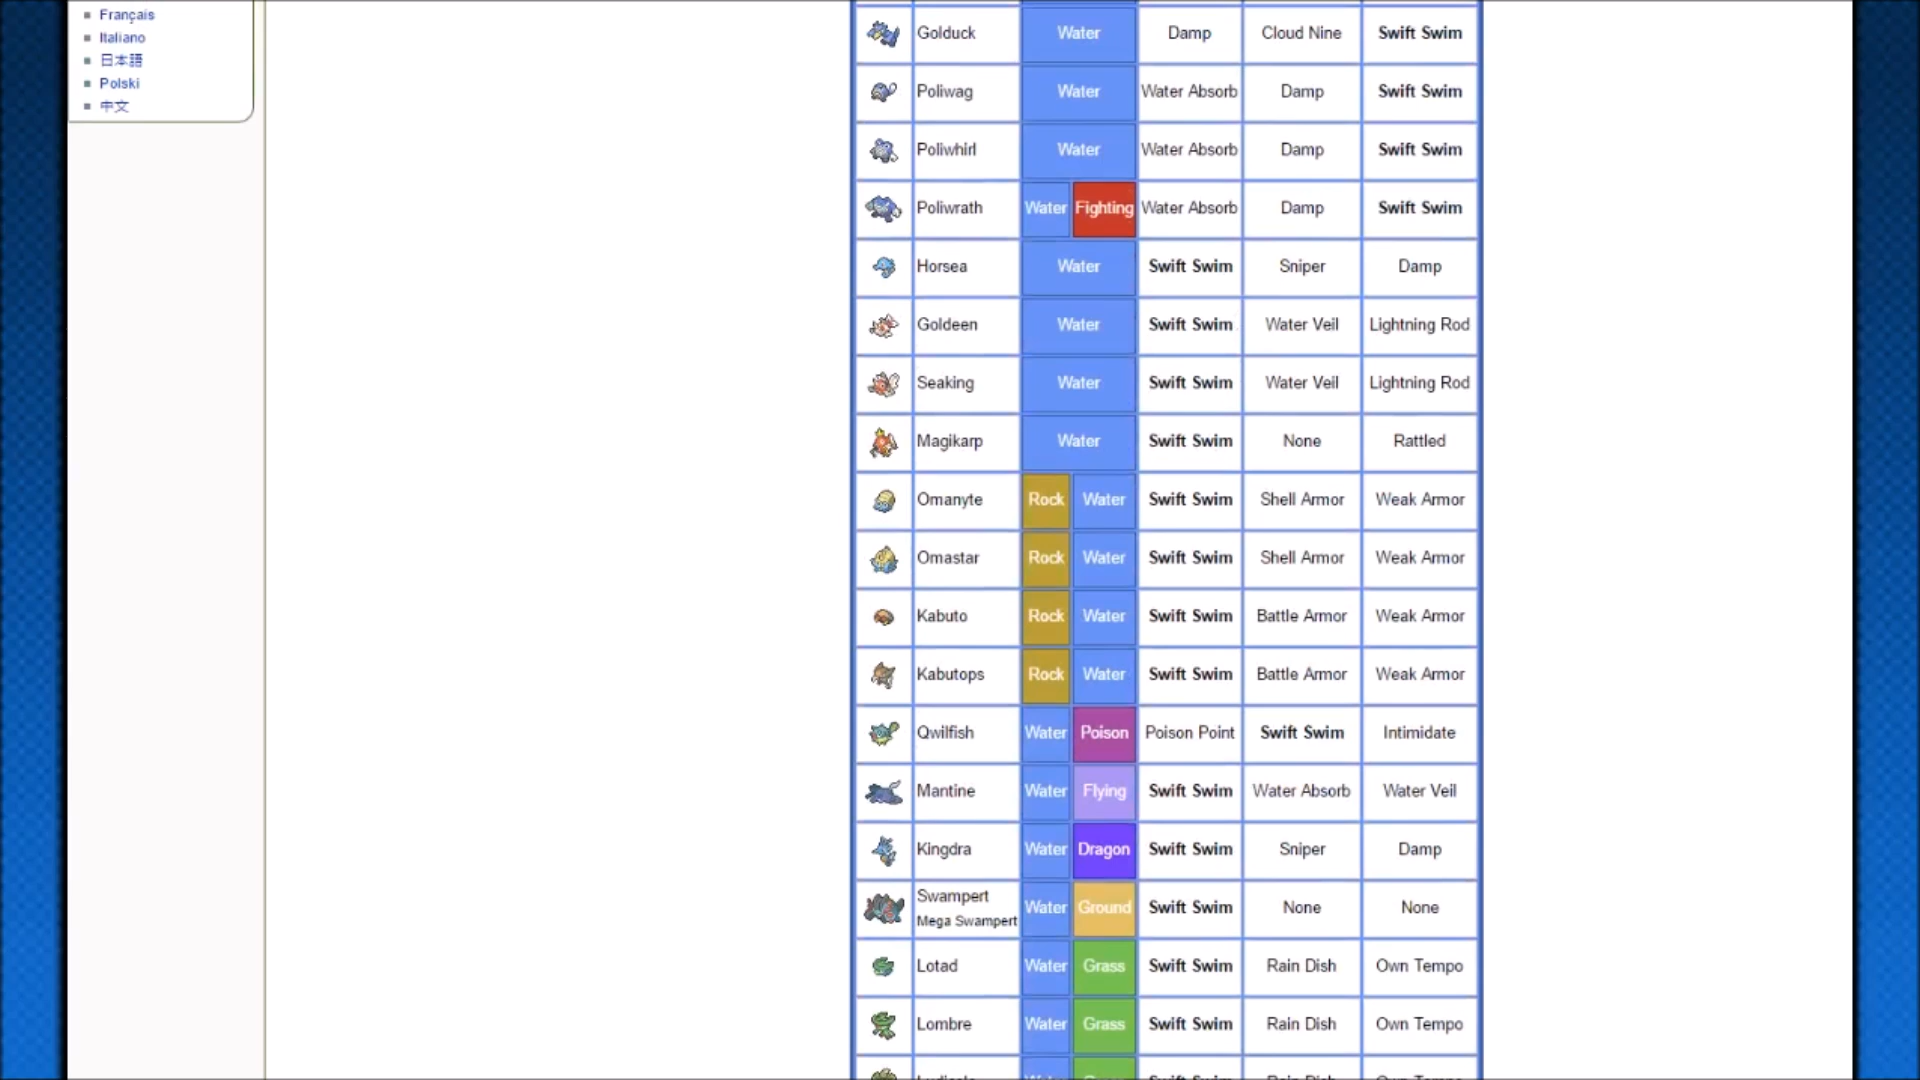 Français
Italiano
日本語
Polski
中文
Golduck Water Damp Cloud Nine Swift Swim
Poliwag Water Water Absorb Damp Swift Swim
Poliwhirl Water Water Absorb Damp Swift Swim
Poliwrath Water Fighting Water Absorb Damp Swift Swim
Horsea Water Swift Swim Sniper Damp
Goldeen Water Swift Swim Water Veil Lightning Rod
Seaking Water Swift Swim Water Veil Lightning Rod
Magikarp Water Swift Swim None Rattled
Omanyte Rock Water Swift Swim Shell Armor Weak Armor
Omastar Rock Water Swift Swim Shell Armor Weak Armor
Kabuto Rock Water Swift Swim Battle Armor Weak Armor
Kabutops Rock Water Swift Swim Battle Armor Weak Armor
Qwilfish Water Poison Poison Point Swift Swim Intimidate
Mantine Water Flying Swift Swim Water Absorb Water Veil
Kingdra Water Dragon Swift Swim Sniper Damp
Swampert
Mega Swampert Water Ground Swift Swim None None
Lotad Water Grass Swift Swim Rain Dish Own Tempo
Lombre Water Grass Swift Swim Rain Dish Own Tempo